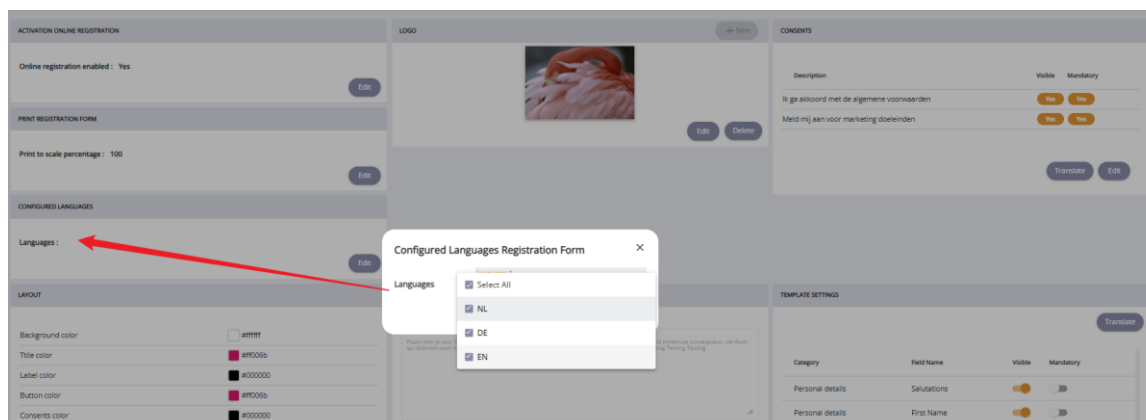 ACTIVATION ONLINE REGISTRATION
Online registration enabled : Yes
Edit
PRINT REGISTRATION FORM
Print to scale percentage : 100
Edit
CONFIGURED LANGUAGES
Languages :
Edit
LAYOUT
Background color #ffffff
Title color #ff006b
Label color #000000
Button color #ff006b
Consents color #000000
LOGO
+ New
Edit Delete
Configured Languages Registration Form
Languages
Select All
NL
DE
EN
CONSENTS
Description Visible Mandatory
Ik ga akkoord met de algemene voorwaarden Yes Yes
Meld mij aan voor marketing doeleinden Yes Yes
Translate Edit
TEMPLATE SETTINGS
Translate
Category Field Name Visible Mandatory
Personal details Salutations
Personal details First Name